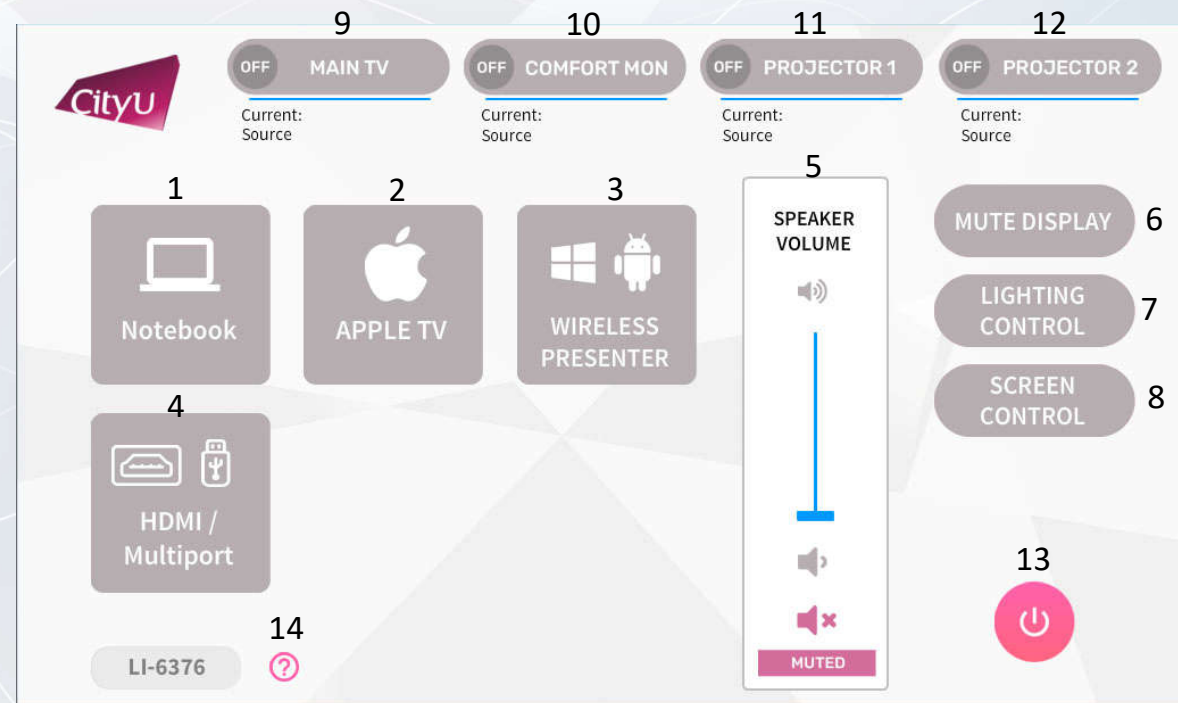 9
10
11
12
CityU
OFF MAIN TV
OFF COMFORT MON
OFF PROJECTOR 1
OFF PROJECTOR 2
Current:
Source
Current:
Source
Current:
Source
Current:
Source
1
2
3
5
Notebook
APPLE TV
WIRELESS
PRESENTER
SPEAKER
VOLUME
MUTE DISPLAY
6
LIGHTING
CONTROL
7
SCREEN
CONTROL
8
4
HDMI /
Multiport
13
MUTED
14
LI-6376
?